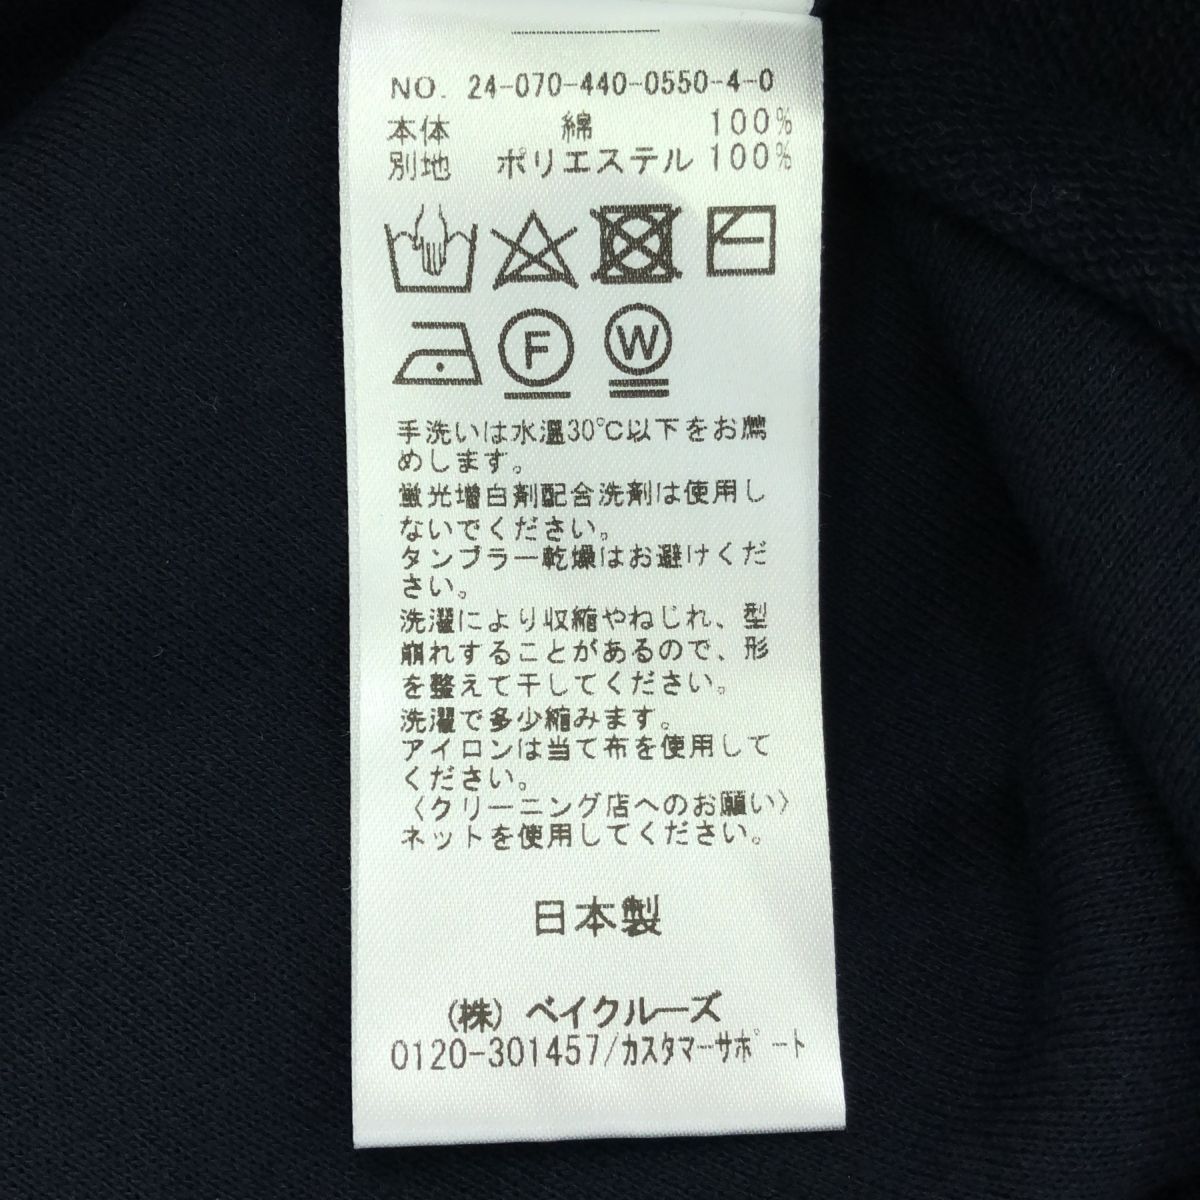 NO. 24-070-440-0550-4-0
本体 綿 100%
別地 ポリエステル 100%
F W
手洗いは水温30℃以下をお薦
めします。
蛍光増白剤配合洗剤は使用し
ないでください。
タンブラー乾燥はお避けくだ
さい。
洗濯により収縮やねじれ、型
崩れすることがあるので、形
を整えて干してください。
洗濯で多少縮みます。
アイロンは当て布を使用して
ください。
〈クリーニング店へのお願い〉
ネットを使用してください。
日本製
(株) ベイクルーズ
0120-301457/カスタマーサポート